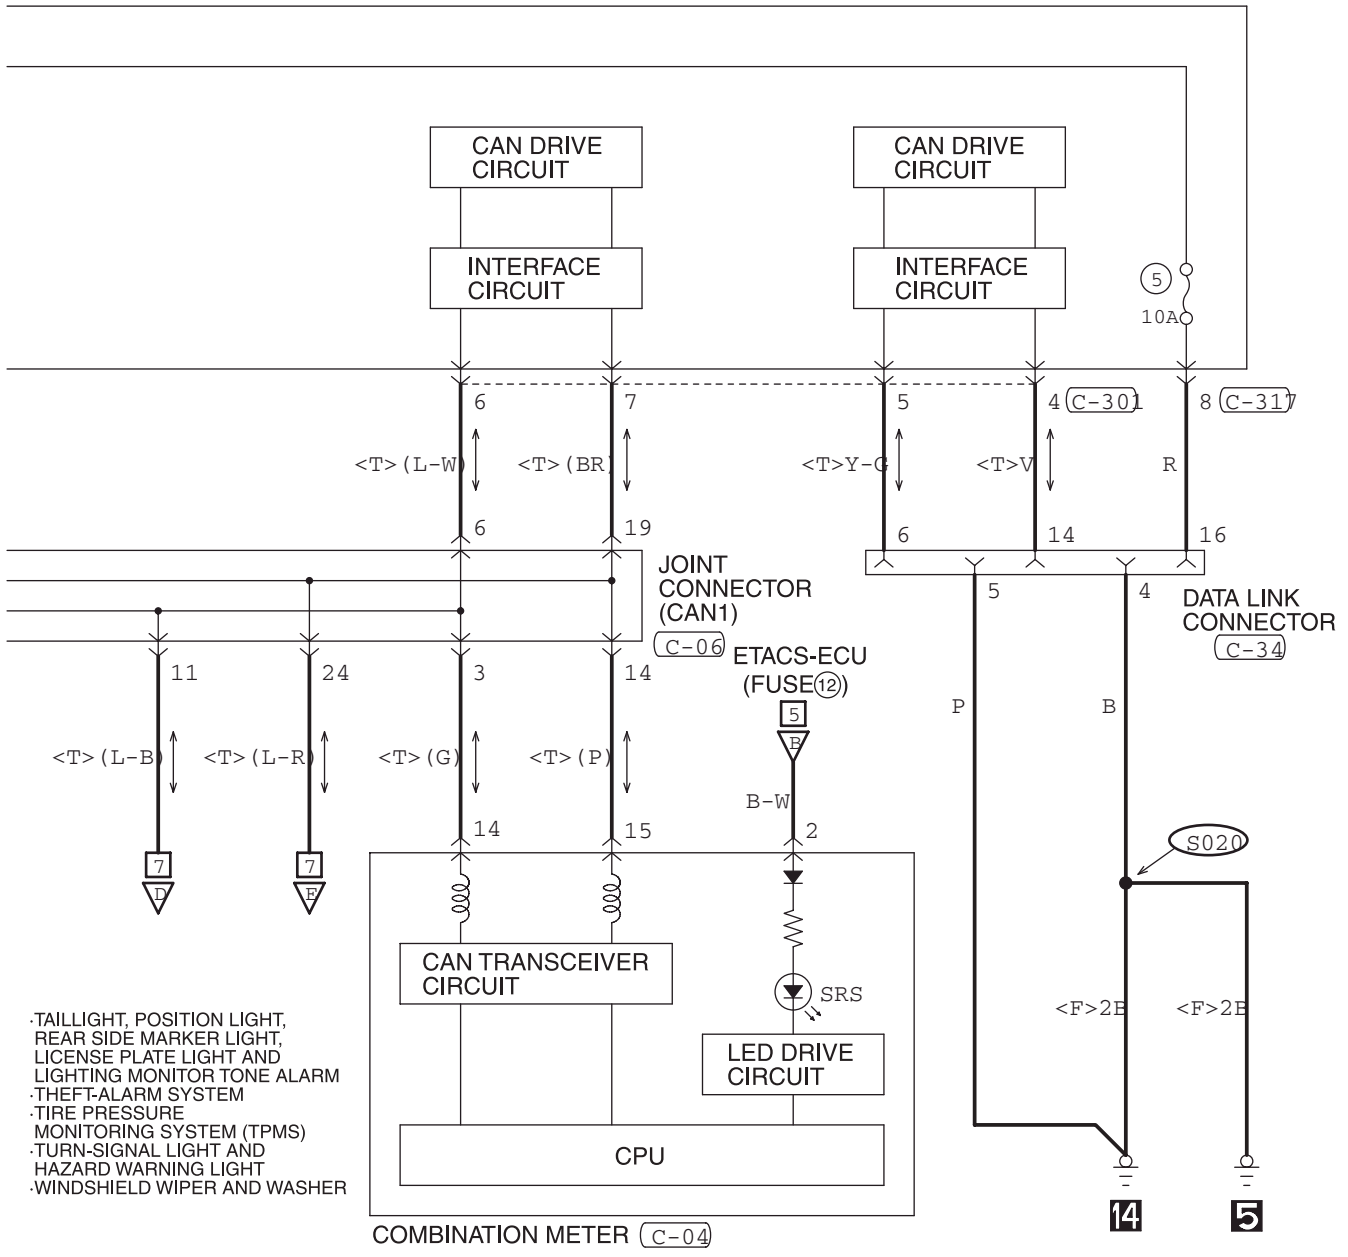 CAN DRIVE
CIRCUIT
CAN DRIVE
CIRCUIT
INTERFACE
CIRCUIT
INTERFACE
CIRCUIT
5
10A
6
7
5
4
C-301
8
C-317
<T>(L-W)
<T>(BR)
<T>Y-G
<T>V
R
6
19
6
14
16
JOINT
CONNECTOR
(CAN1)
C-06
5
4
DATA LINK
CONNECTOR
C-34
11
24
3
14
ETACS-ECU
(FUSE⑫)
5
B
P
B
<T>(L-B)
<T>(L-R)
<T>(G)
<T>(P)
B-W
14
15
2
7
D
7
E
S020
CAN TRANSCEIVER
CIRCUIT
SRS
<F>2B
<F>2B
LED DRIVE
CIRCUIT
CPU
·TAILLIGHT, POSITION LIGHT,
REAR SIDE MARKER LIGHT,
LICENSE PLATE LIGHT AND
LIGHTING MONITOR TONE ALARM
·THEFT-ALARM SYSTEM
·TIRE PRESSURE
MONITORING SYSTEM (TPMS)
·TURN-SIGNAL LIGHT AND
HAZARD WARNING LIGHT
·WINDSHIELD WIPER AND WASHER
14
5
COMBINATION METER
C-04